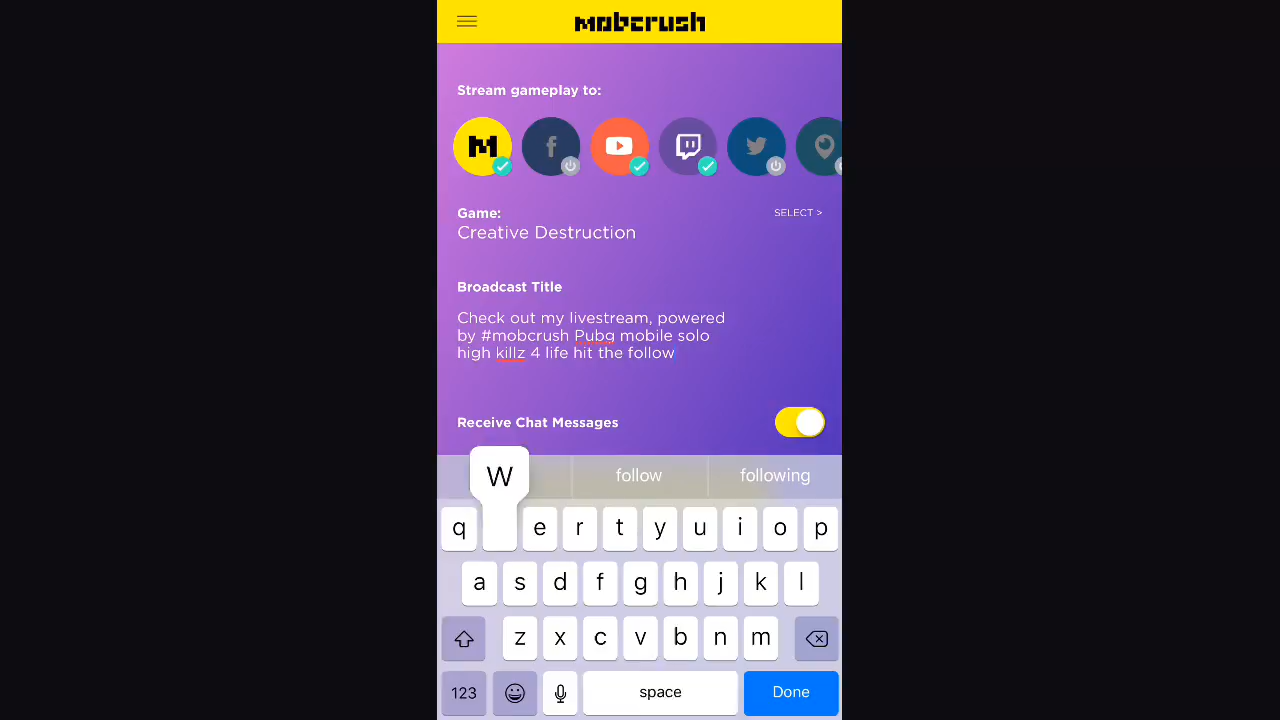 mobcrush
Stream gameplay to:
Game:
SELECT >
Creative Destruction
Broadcast Title
Check out my livestream, powered
by #mobcrush Pubg mobile solo
high killz 4 life hit the follow
Receive Chat Messages
W
follow
following
q e r t y u i o p
a s d f g h j k l
z x c v b n m
123
space
Done